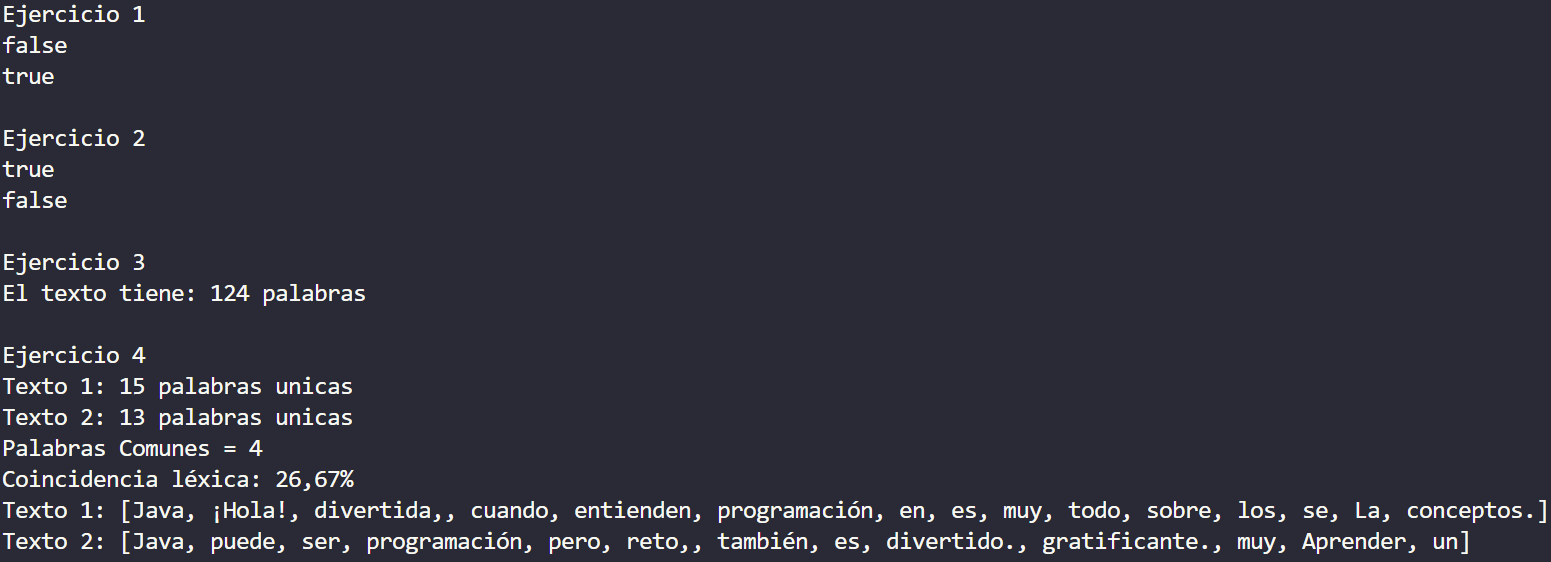 Ejercicio 1
false
true
Ejercicio 2
true
false
Ejercicio 3
El texto tiene: 124 palabras
Ejercicio 4
Texto 1: 15 palabras unicas
Texto 2: 13 palabras unicas
Palabras Comunes = 4
Coincidencia léxica: 26,67%
Texto 1: [Java, ¡Hola!, divertida,, cuando, entienden, programación, en, es, muy, todo, sobre, los, se, La, conceptos.]
Texto 2: [Java, puede, ser, programación, pero, reto,, también, es, divertido., gratificante., muy, Aprender, un]